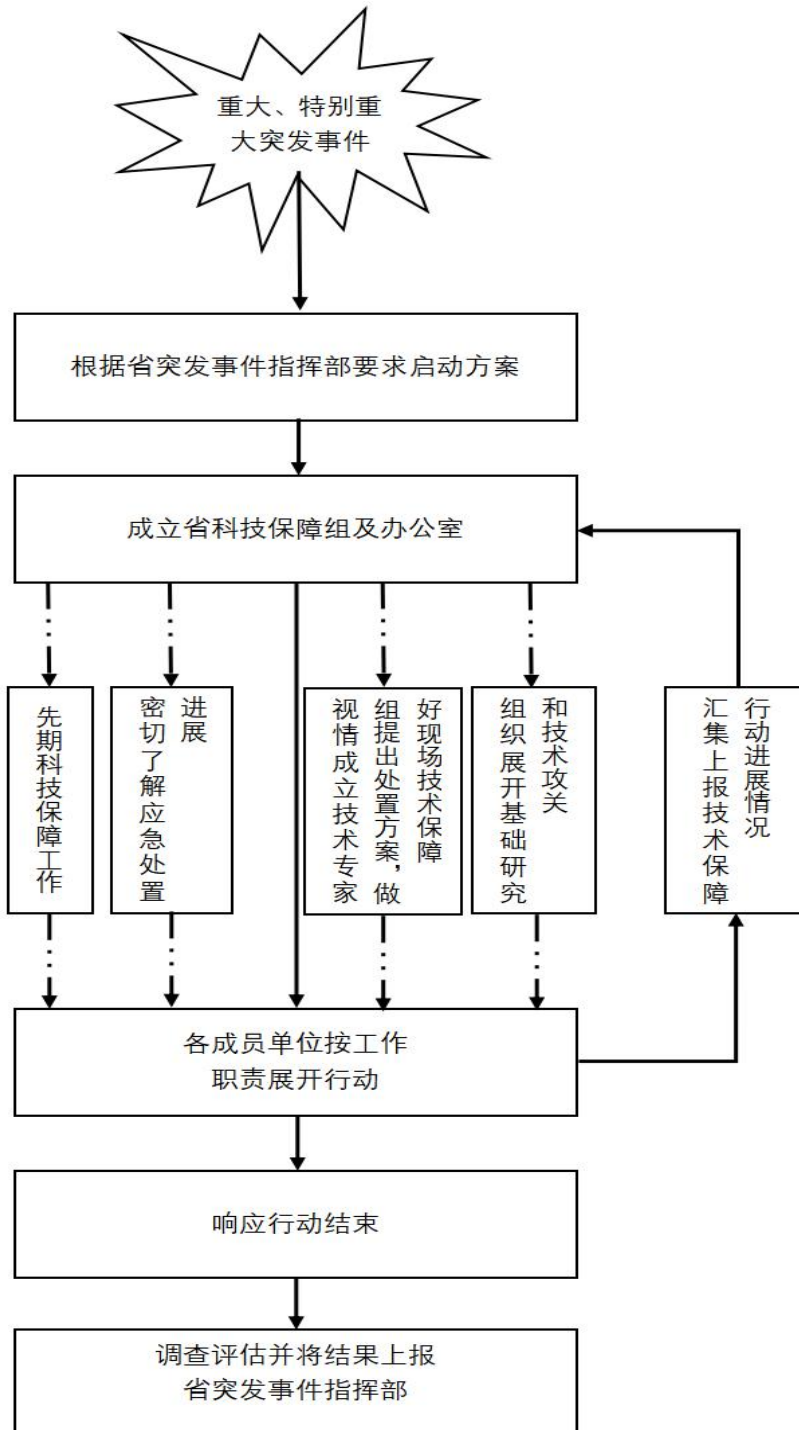 重大、特别重
大突发事件
根据省突发事件指挥部要求启动方案
成立省科技保障组及办公室
先期科技保障工作
密切了解应急处置
进展
视情成立技术专家
组提出处置方案，做
好现场技术保障
组织展开基础研究
和技术攻关
汇集上报技术保障
行动进展情况
各成员单位按工作
职责展开行动
响应行动结束
调查评估并将结果上报
省突发事件指挥部